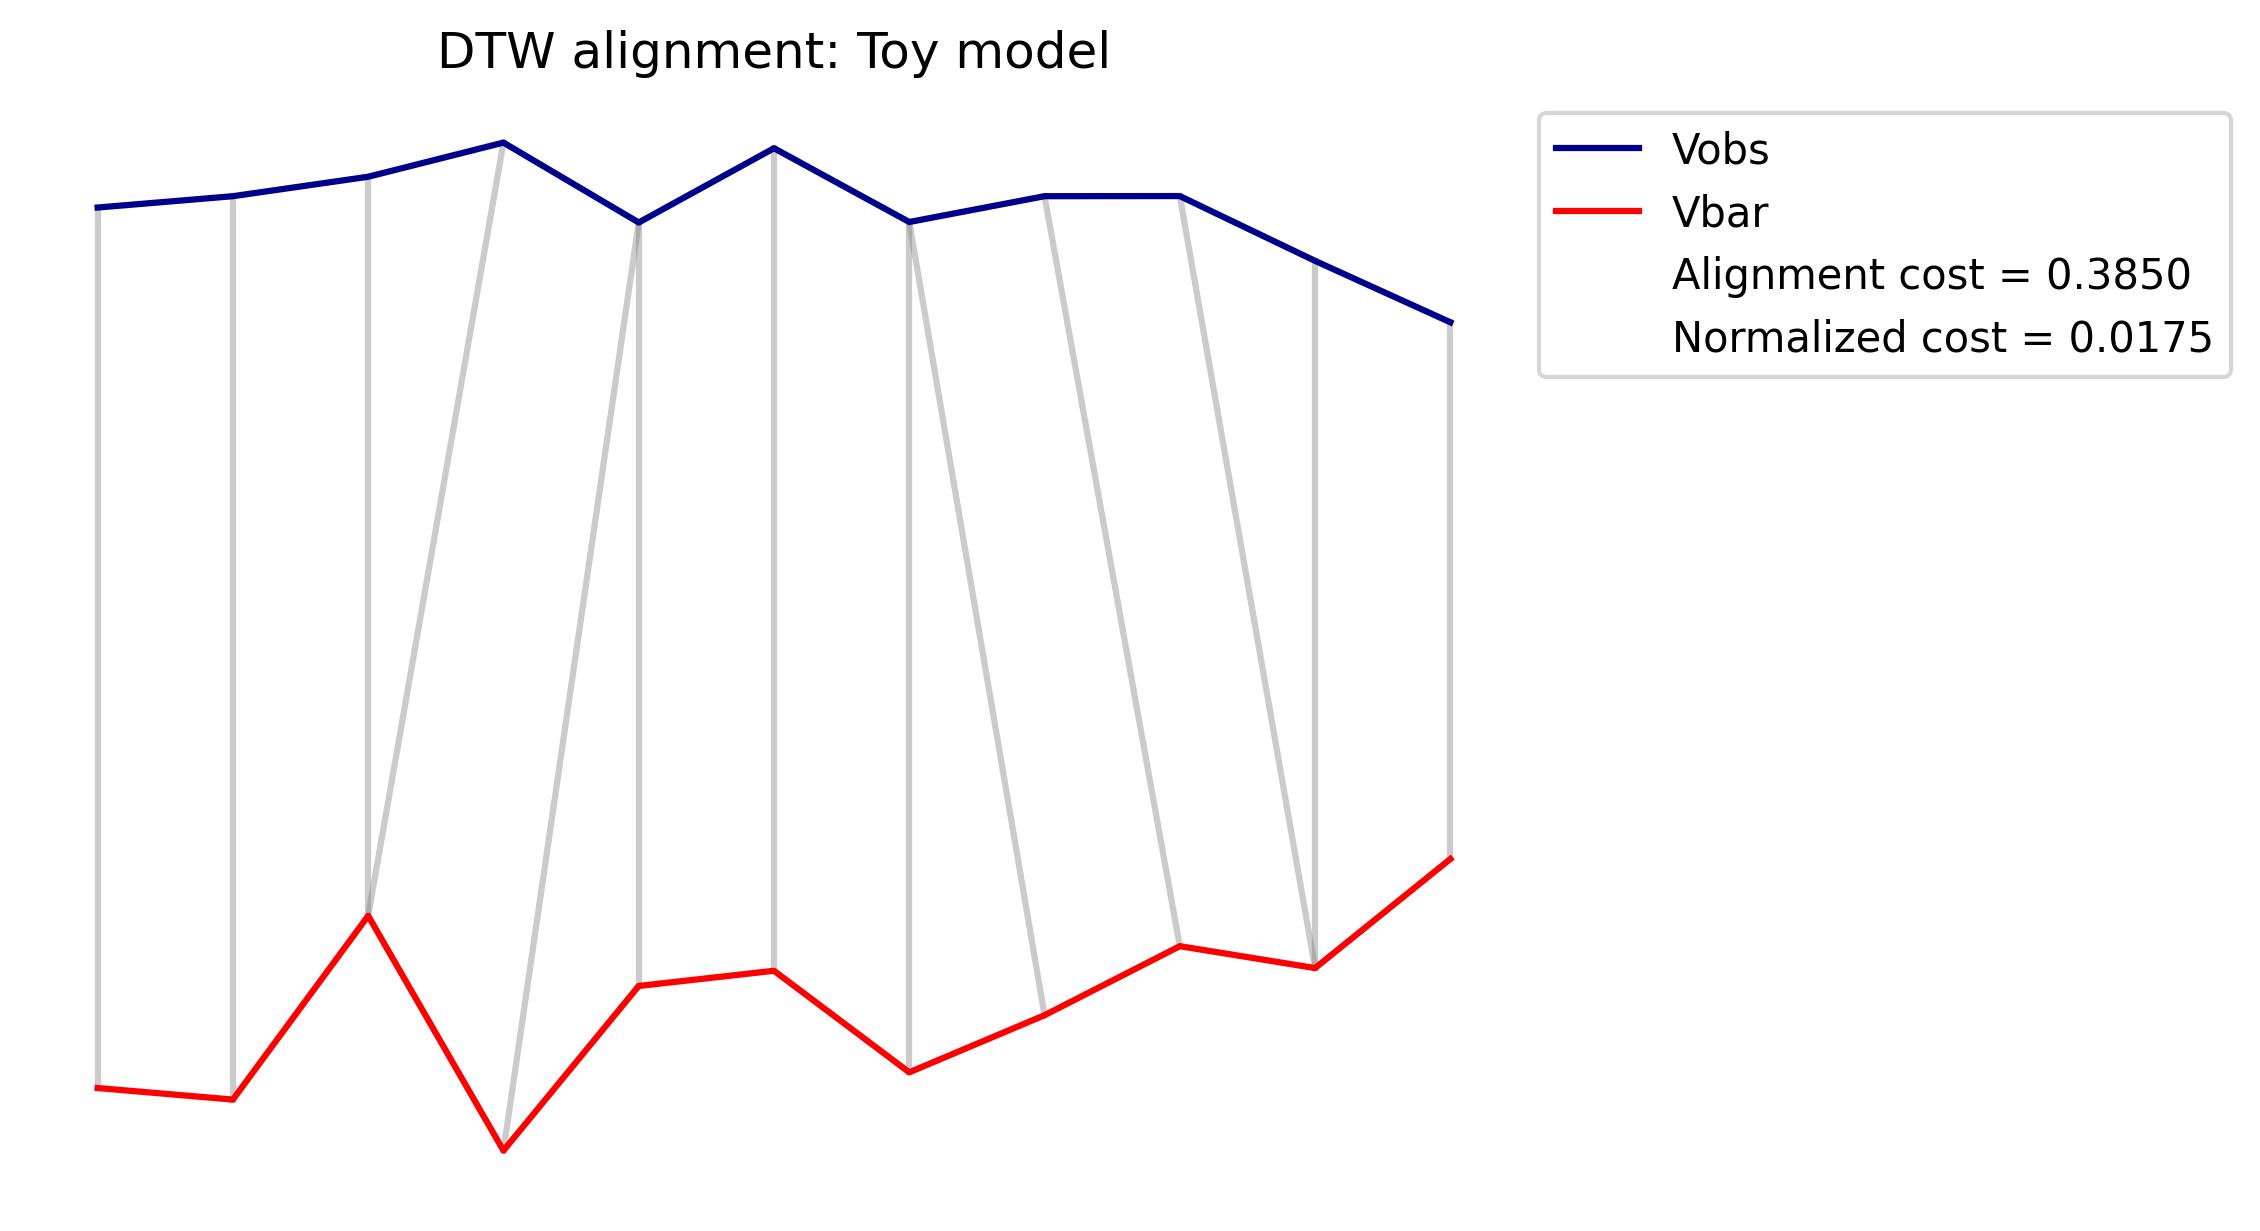 DTW alignment: Toy model
Vobs
Vbar
Alignment cost = 0.3850
Normalized cost = 0.0175